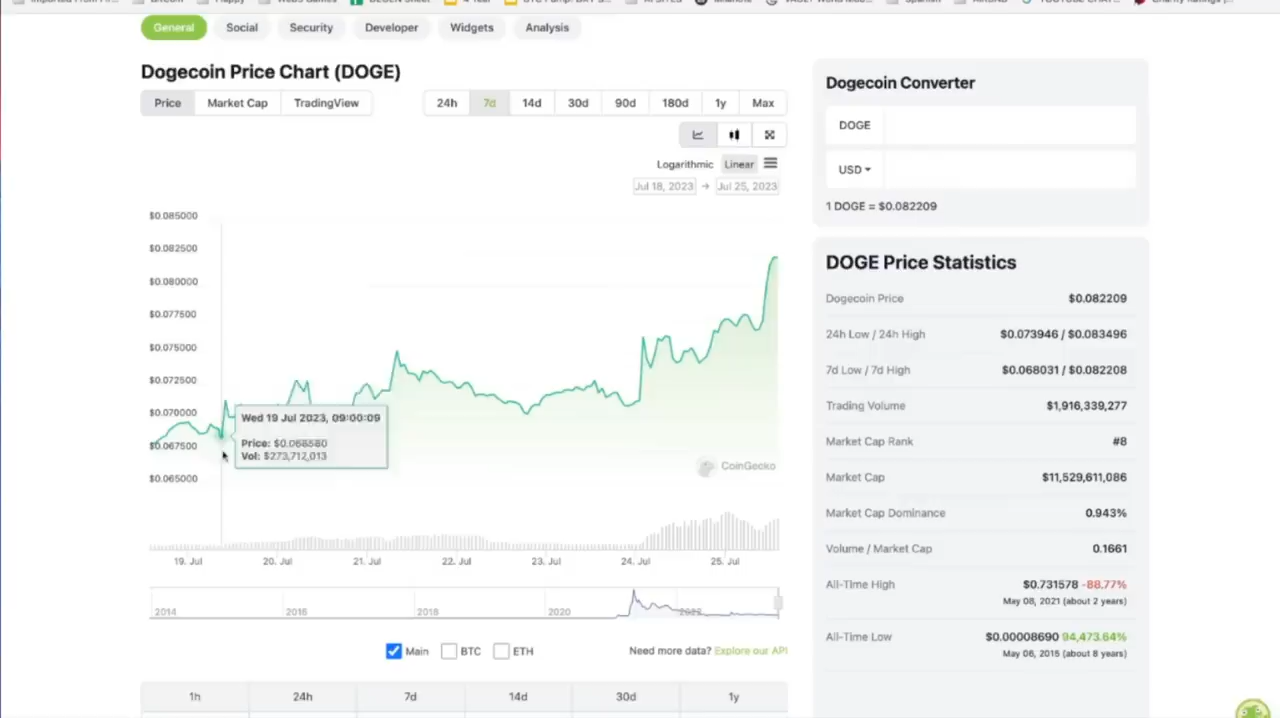 General Social Security Developer Widgets Analysis
Dogecoin Price Chart (DOGE)
Price Market Cap TradingView
24h 7d 14d 30d 90d 180d 1y Max
Logarithmic Linear
Jul 18, 2023 → Jul 25, 2023
$0.085000
$0.082500
$0.080000
$0.077500
$0.075000
$0.072500
$0.070000
$0.067500
$0.065000
Wed 19 Jul 2023, 09:00:09
Price: $0.068580
Vol: $273,712,013
CoinGecko
19. Jul 20. Jul 21. Jul 22. Jul 23. Jul 24. Jul 25. Jul
2014 2016 2018 2020 2022
Main BTC ETH
Need more data? Explore our API
1h 24h 7d 14d 30d 1y
Dogecoin Converter
DOGE
USD
1 DOGE = $0.082209
DOGE Price Statistics
Dogecoin Price $0.082209
24h Low / 24h High $0.073946 / $0.083496
7d Low / 7d High $0.068031 / $0.082208
Trading Volume $1,916,339,277
Market Cap Rank #8
Market Cap $11,529,611,086
Market Cap Dominance 0.943%
Volume / Market Cap 0.1661
All-Time High $0.731578 -88.77%
May 08, 2021 (about 2 years)
All-Time Low $0.00008690 94,473.64%
May 06, 2015 (about 8 years)